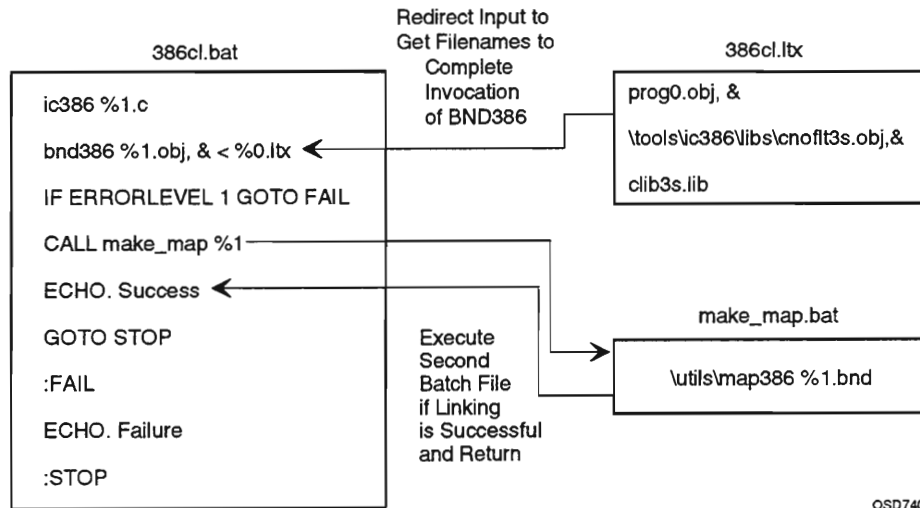 386cl.bat
ic386 %1.c
bnd386 %1.obj, & < %0.ltx
IF ERRORLEVEL 1 GOTO FAIL
CALL make_map %1
ECHO. Success
GOTO STOP
:FAIL
ECHO. Failure
:STOP
Redirect Input to
Get Filenames to
Complete
Invocation
of BND386
386cl.ltx
prog0.obj, &
\tools\ic386\libs\cnoflt3s.obj,&
clib3s.lib
Execute
Second
Batch File
if Linking
is Successful
and Return
make_map.bat
\utils\map386 %1.bnd
OSD740